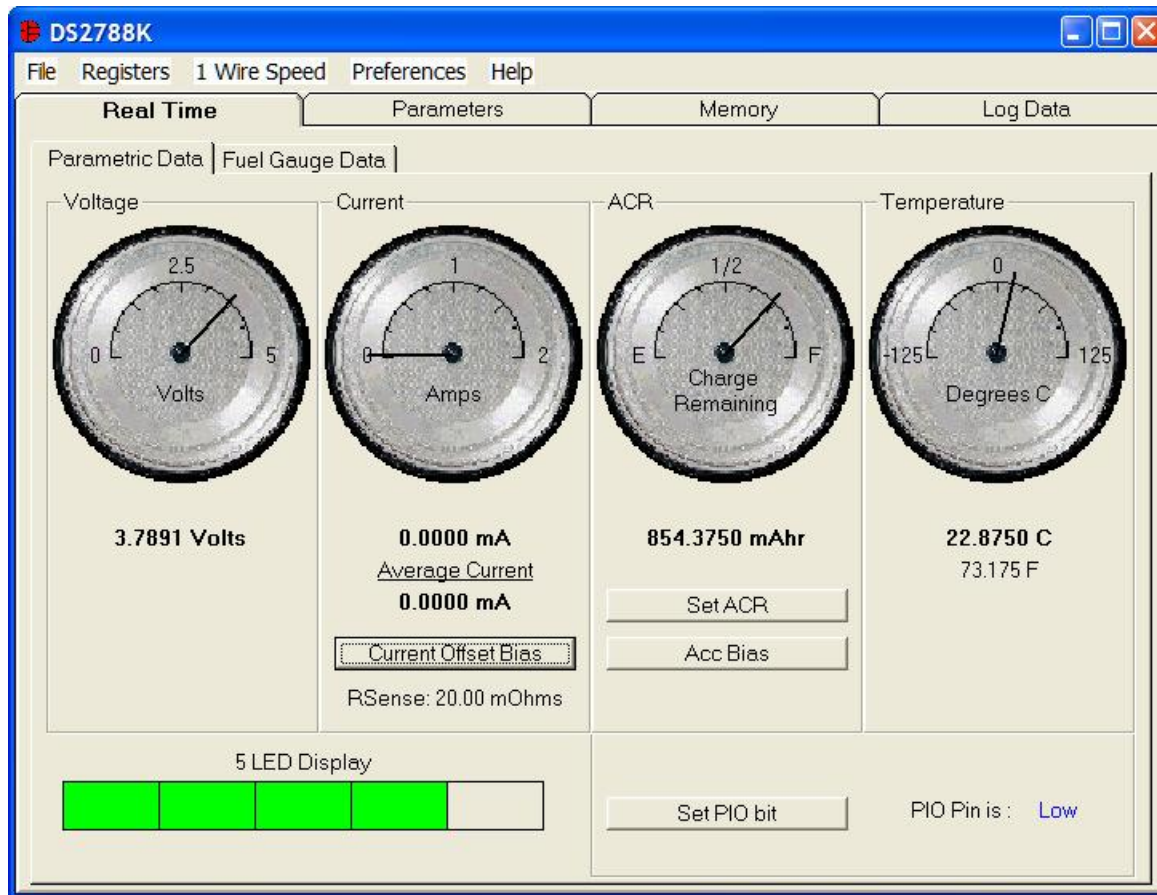 DS2788K
File Registers 1 Wire Speed Preferences Help
Real Time Parameters Memory Log Data
Parametric Data Fuel Gauge Data
Voltage Current ACR Temperature
2.5 1 1/2 0
0 5 0 2 E F -125 125
Volts Amps Charge Remaining Degrees C
3.7891 Volts 0.0000 mA 854.3750 mAhr 22.8750 C
Average Current 73.175 F
0.0000 mA Set ACR
Current Offset Bias Acc Bias
RSense: 20.00 mOhms
5 LED Display
Set PIO bit PIO Pin is : Low